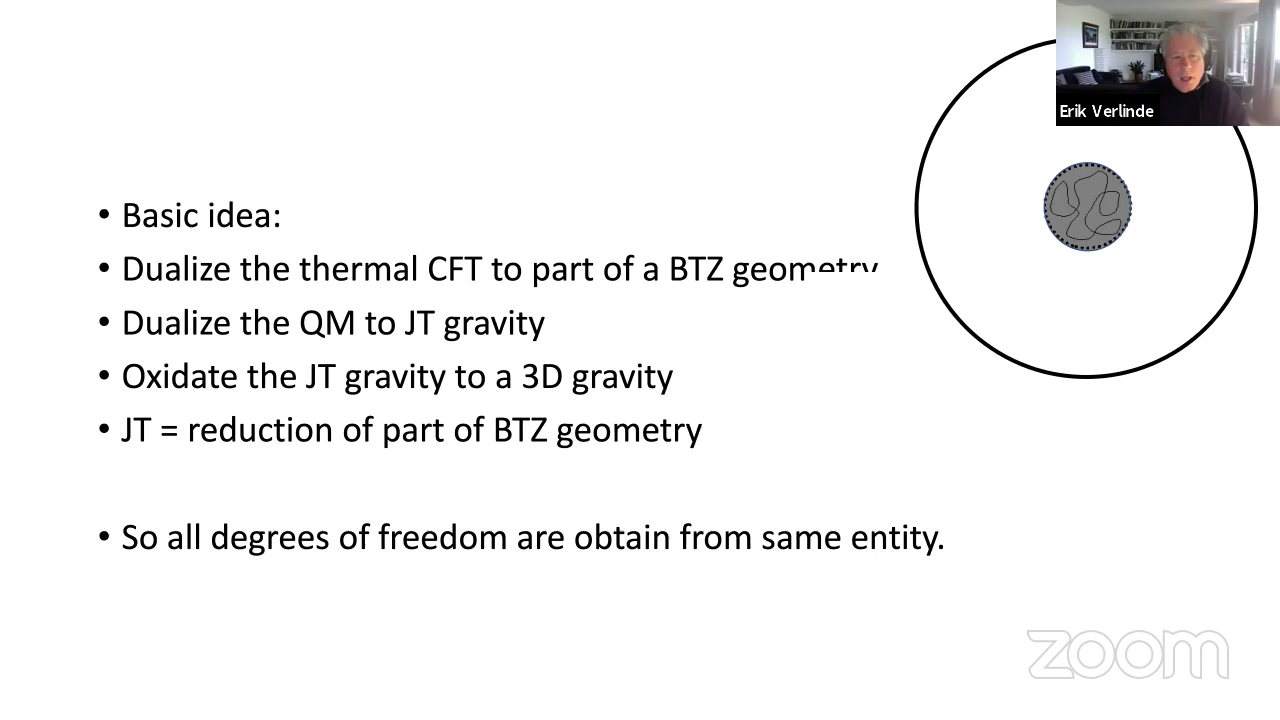 Erik Verlinde
• Basic idea:
• Dualize the thermal CFT to part of a BTZ geometry
• Dualize the QM to JT gravity
• Oxidate the JT gravity to a 3D gravity
• JT = reduction of part of BTZ geometry
• So all degrees of freedom are obtain from same entity.
zoom